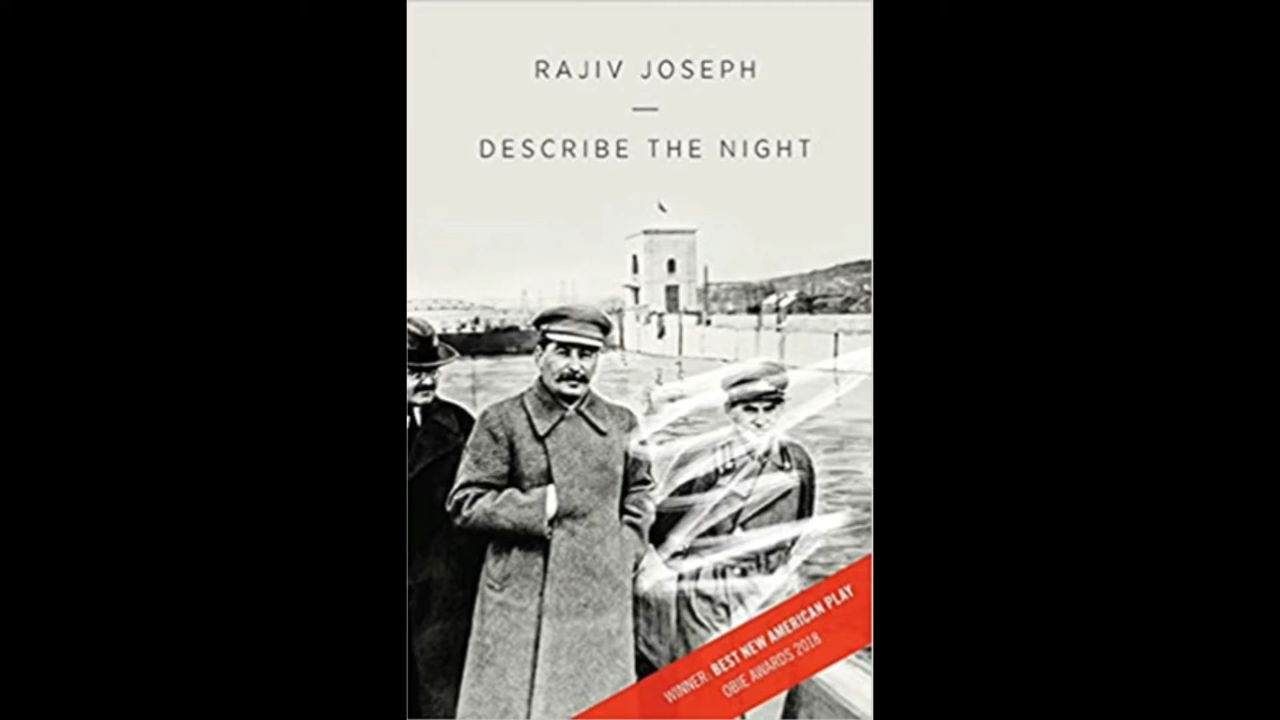 RAJIV JOSEPH
DESCRIBE THE NIGHT
WINNER: BEST NEW AMERICAN PLAY
OBIE AWARDS 2018